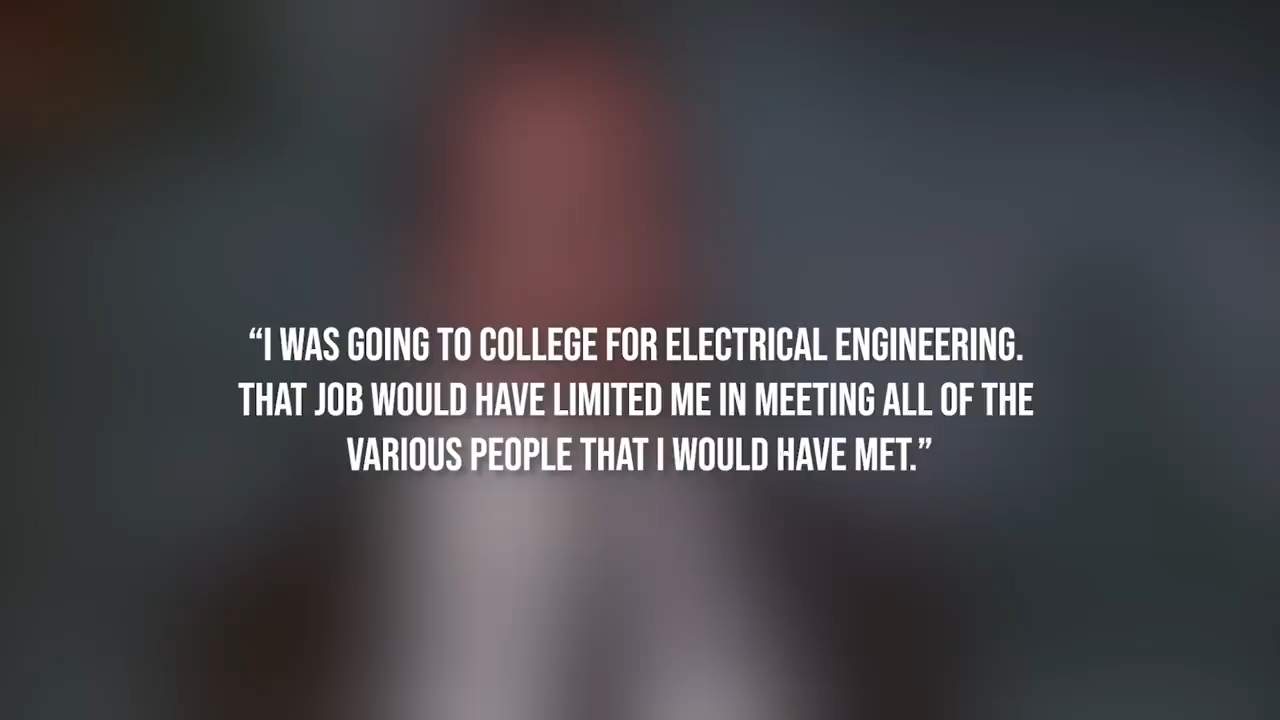 “I WAS GOING TO COLLEGE FOR ELECTRICAL ENGINEERING.
THAT JOB WOULD HAVE LIMITED ME IN MEETING ALL OF THE
VARIOUS PEOPLE THAT I WOULD HAVE MET.”